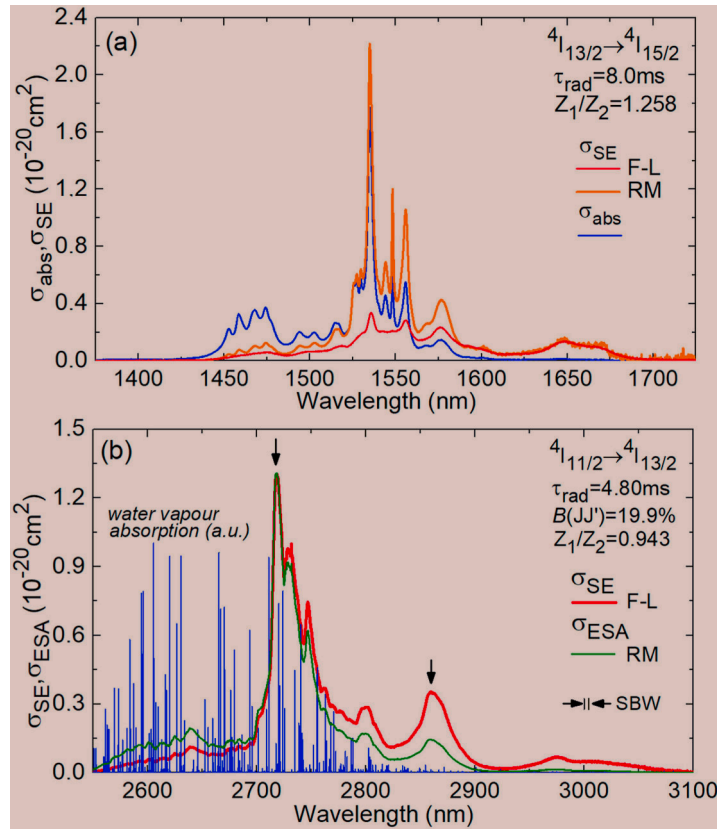 (a)
2.4
2.0
1.6
1.2
0.8
0.4
0.0
σabs,σSE (10-20cm2)
4I13/2→4I15/2
τrad=8.0ms
Z1/Z2=1.258
σSE
F-L
RM
σabs
1400 1450 1500 1550 1600 1650 1700
Wavelength (nm)
(b)
1.5
1.2
0.9
0.6
0.3
0.0
σSE,σESA (10-20cm2)
water vapour
absorption (a.u.)
4I11/2→4I13/2
τrad=4.80ms
B(JJ')=19.9%
Z1/Z2=0.943
σSE
F-L
σESA
RM
SBW
2600 2700 2800 2900 3000 3100
Wavelength (nm)